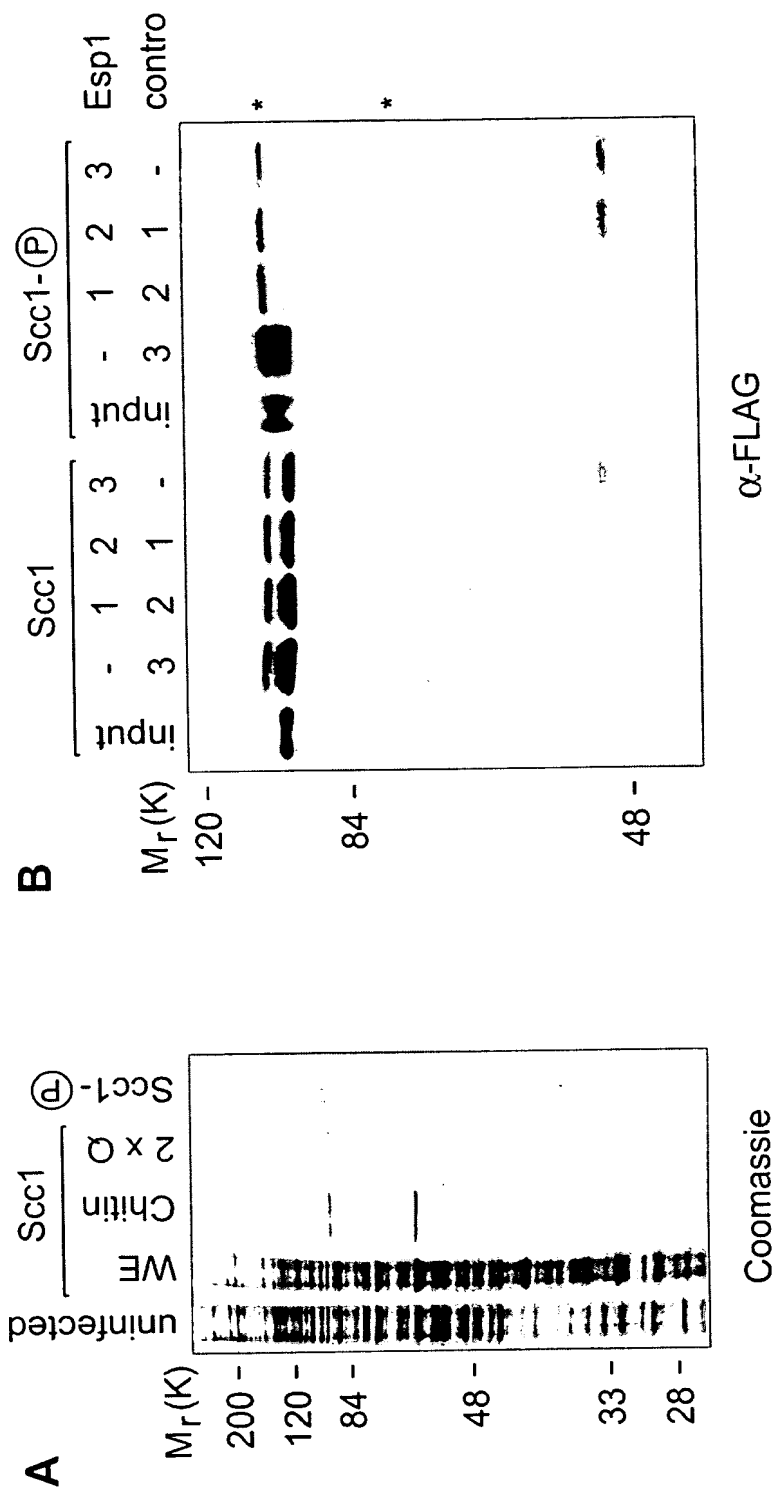 A
Scc1
uninfected WE Chitin 2 x Q Scc1-Ⓟ
Mr(K)
200 -
120 -
84 -
48 -
33 -
28 -
Coomassie
B
Scc1 Scc1-Ⓟ
input - 1 2 3 input - 1 2 3 Esp1
3 2 1 - 3 2 1 - contro
Mr(K)
120 -
84 -
48 -
*
*
α-FLAG